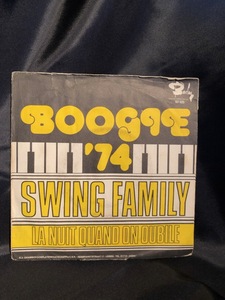 BOOGIE
'74
SWING FAMILY
LA NUIT QUAND ON OUBLIE